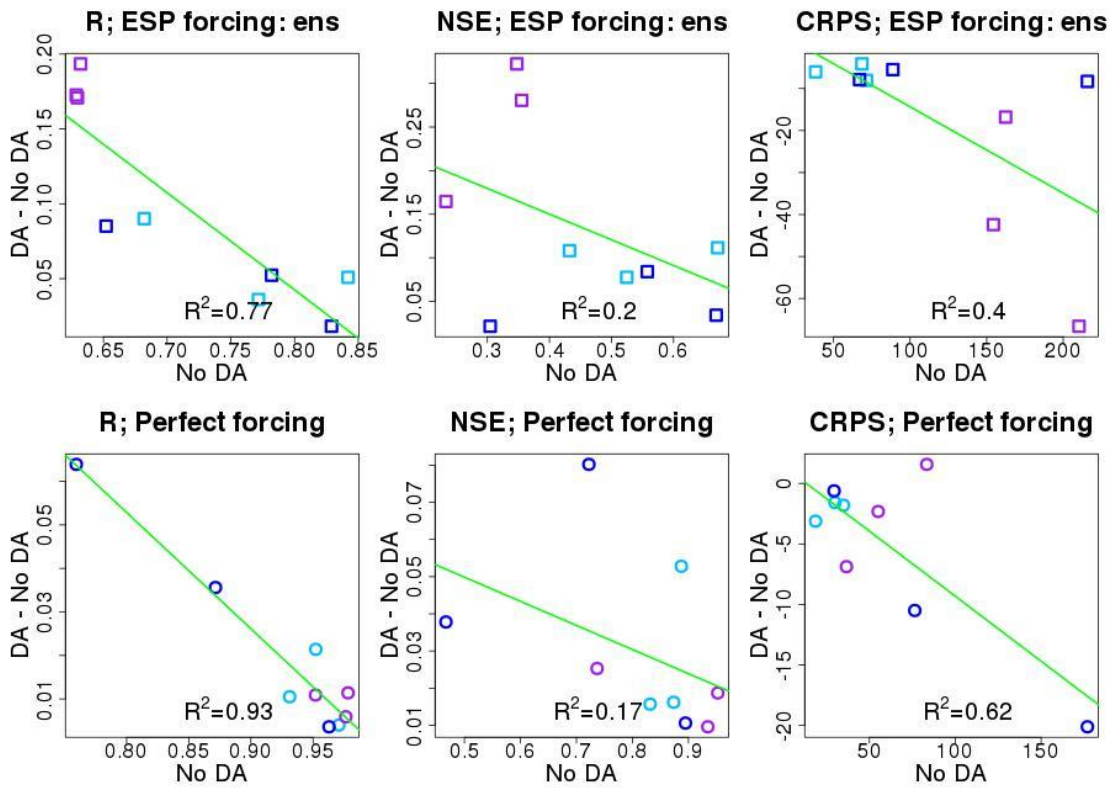 R; ESP forcing: ens
NSE; ESP forcing: ens
CRPS; ESP forcing: ens
DA - No DA
0.05 0.10 0.15 0.20
R²=0.77
0.65 0.70 0.75 0.80 0.85
No DA
DA - No DA
0.05 0.15 0.25
R²=0.2
0.3 0.4 0.5 0.6
No DA
DA - No DA
-60 -40 -20
R²=0.4
50 100 150 200
No DA
R; Perfect forcing
NSE; Perfect forcing
CRPS; Perfect forcing
DA - No DA
0.01 0.03 0.05
R²=0.93
0.80 0.85 0.90 0.95
No DA
DA - No DA
0.01 0.03 0.05 0.07
R²=0.17
0.5 0.6 0.7 0.8 0.9
No DA
DA - No DA
-20 -15 -10 -5 0
R²=0.62
50 100 150
No DA